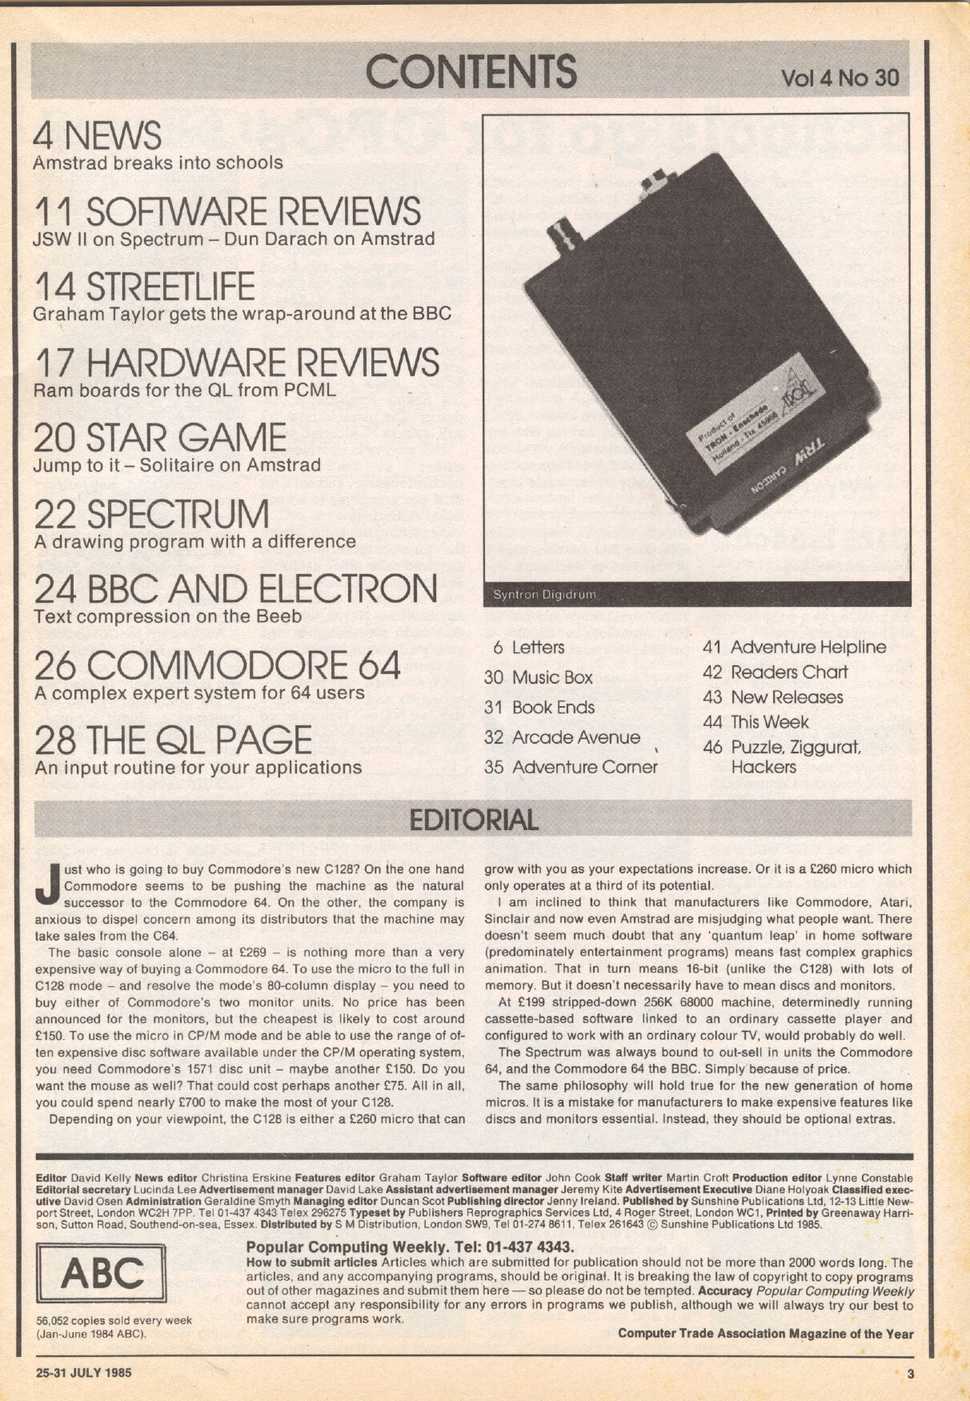 CONTENTS
Vol 4 No 30
4 NEWS
Amstrad breaks into schools
11 SOFTWARE REVIEWS
JSW II on Spectrum – Dun Darach on Amstrad
14 STREETLIFE
Graham Taylor gets the wrap-around at the BBC
17 HARDWARE REVIEWS
Ram boards for the QL from PCML
20 STAR GAME
Jump to it – Solitaire on Amstrad
22 SPECTRUM
A drawing program with a difference
24 BBC AND ELECTRON
Text compression on the Beeb
26 COMMODORE 64
A complex expert system for 64 users
28 THE QL PAGE
An input routine for your applications
Product of
TRON - Enschede
Holland - Tlx 45966
TRON
Syntron Digidrum
6 Letters
30 Music Box
31 Book Ends
32 Arcade Avenue
35 Adventure Corner
41 Adventure Helpline
42 Readers Chart
43 New Releases
44 This Week
46 Puzzle, Ziggurat,
Hackers
EDITORIAL
Just who is going to buy Commodore's new C128? On the one hand
Commodore seems to be pushing the machine as the natural
successor to the Commodore 64. On the other, the company is
anxious to dispel concern among its distributors that the machine may
take sales from the C64.
The basic console alone – at £269 – is nothing more than a very
expensive way of buying a Commodore 64. To use the micro to the full in
C128 mode – and resolve the mode's 80-column display – you need to
buy either of Commodore's two monitor units. No price has been
announced for the monitors, but the cheapest is likely to cost around
£150. To use the micro in CP/M mode and be able to use the range of of-
ten expensive disc software available under the CP/M operating system,
you need Commodore's 1571 disc unit – maybe another £150. Do you
want the mouse as well? That could cost perhaps another £75. All in all,
you could spend nearly £700 to make the most of your C128.
Depending on your viewpoint, the C128 is either a £260 micro that can
grow with you as your expectations increase. Or it is a £260 micro which
only operates at a third of its potential.
I am inclined to think that manufacturers like Commodore, Atari,
Sinclair and now even Amstrad are misjudging what people want. There
doesn't seem much doubt that any 'quantum leap' in home software
(predominately entertainment programs) means fast complex graphics
animation. That in turn means 16-bit (unlike the C128) with lots of
memory. But it doesn't necessarily have to mean discs and monitors.
At £199 stripped-down 256K 68000 machine, determinedly running
cassette-based software linked to an ordinary cassette player and
configured to work with an ordinary colour TV, would probably do well.
The Spectrum was always bound to out-sell in units the Commodore
64, and the Commodore 64 the BBC. Simply because of price.
The same philosophy will hold true for the new generation of home
micros. It is a mistake for manufacturers to make expensive features like
discs and monitors essential. Instead, they should be optional extras.
Editor David Kelly News editor Christina Erskine Features editor Graham Taylor Software editor John Cook Staff writer Martin Croft Production editor Lynne Constable
Editorial secretary Lucinda Lee Advertisement manager David Lake Assistant advertisement manager Jeremy Kite Advertisement Executive Diane Holyoak Classified exec-
utive David Osen Administration Geraldine Smyth Managing editor Duncan Scot Publishing director Jenny Ireland. Published by Sunshine Publications Ltd, 12-13 Little New-
port Street, London WC2H 7PP. Tel 01-437 4343 Telex 296275 Typeset by Publishers Reprographics Services Ltd, 4 Roger Street, London WC1, Printed by Greenaway Harri-
son, Sutton Road, Southend-on-sea, Essex. Distributed by S M Distribution, London SW9, Tel 01-274 8611, Telex 261643 © Sunshine Publications Ltd 1985.
ABC
56,052 copies sold every week
(Jan-June 1984 ABC).
Popular Computing Weekly. Tel: 01-437 4343.
How to submit articles Articles which are submitted for publication should not be more than 2000 words long. The
articles, and any accompanying programs, should be original. It is breaking the law of copyright to copy programs
out of other magazines and submit them here — so please do not be tempted. Accuracy Popular Computing Weekly
cannot accept any responsibility for any errors in programs we publish, although we will always try our best to
make sure programs work.
Computer Trade Association Magazine of the Year
25-31 JULY 1985
3